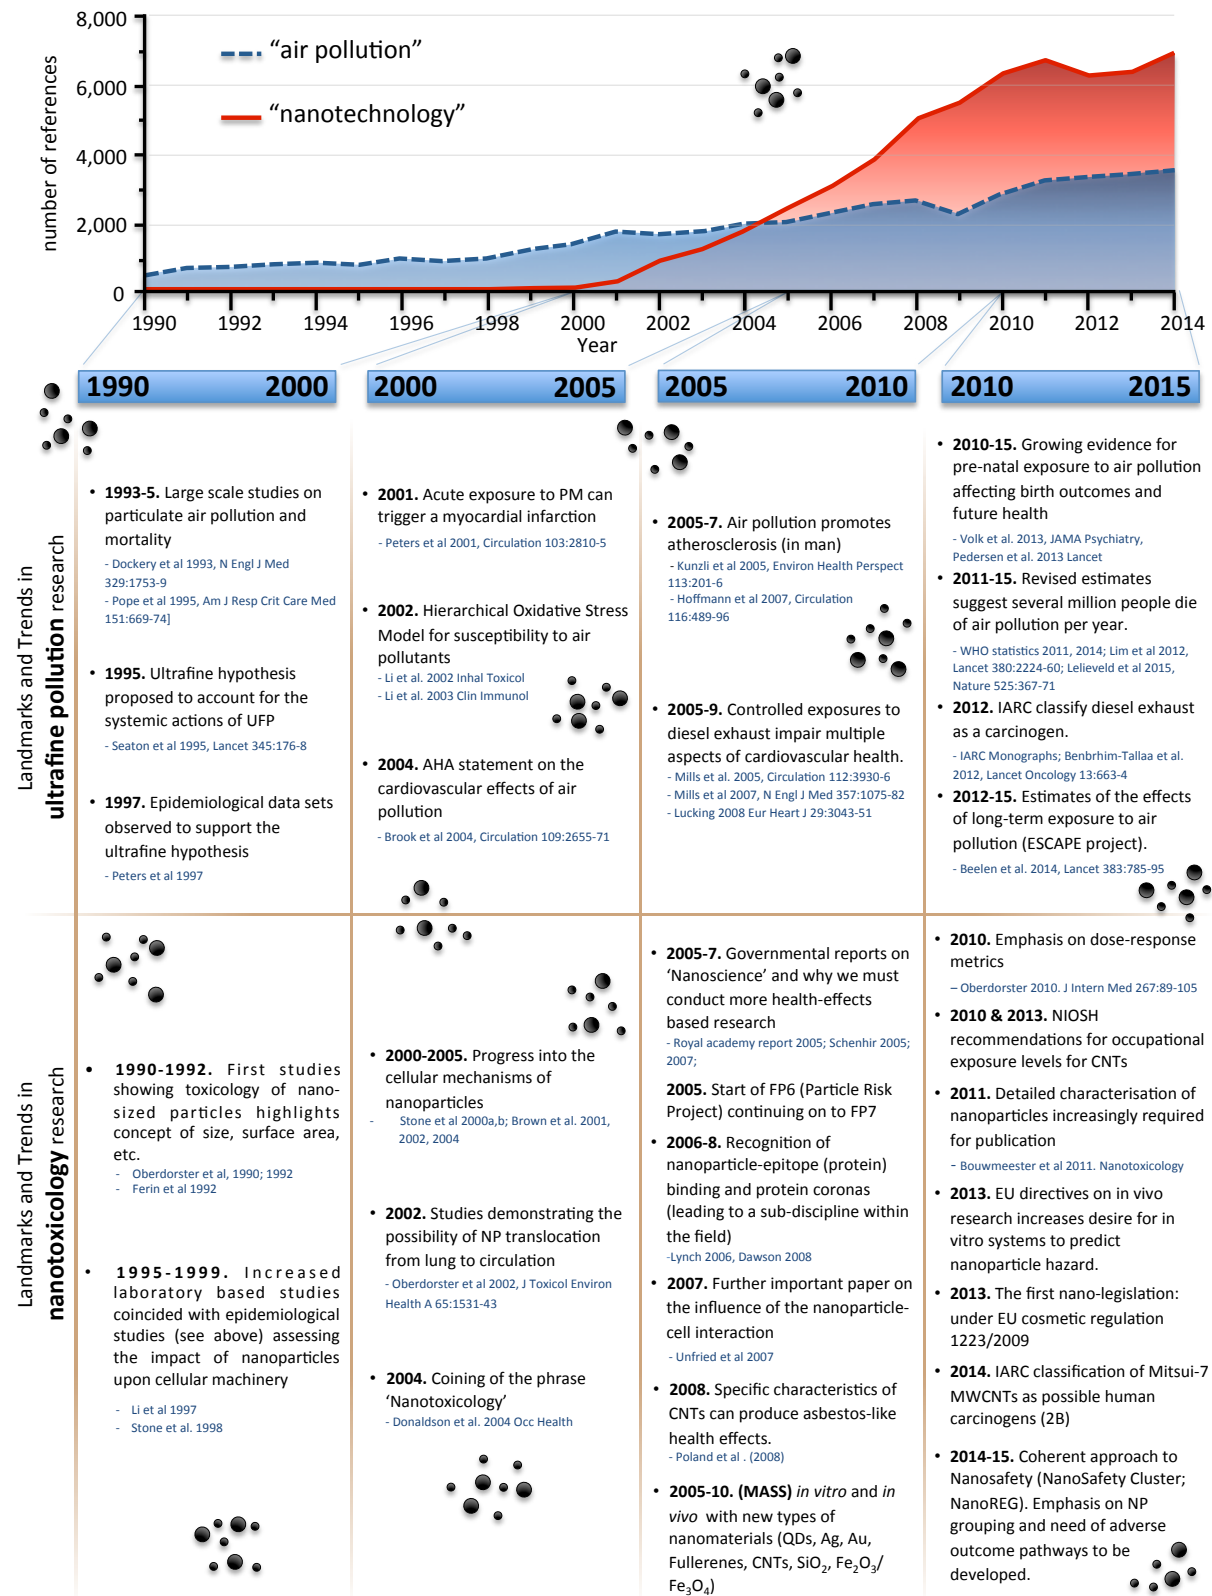 8,000
6,000
4,000
2,000
0
number of references
"air pollution"
"nanotechnology"
1990 1992 1994 1996 1998 2000 2002 2004 2006 2008 2010 2012 2014
Year
1990 2000
2000 2005
2005 2010
2010 2015
Landmarks and Trends in
ultrafine pollution research
• 1993-5. Large scale studies on
particulate air pollution and
mortality
- Dockery et al 1993, N Engl J Med
329:1753-9
- Pope et al 1995, Am J Resp Crit Care Med
151:669-74]
• 1995. Ultrafine hypothesis
proposed to account for the
systemic actions of UFP
- Seaton et al 1995, Lancet 345:176-8
• 1997. Epidemiological data sets
observed to support the
ultrafine hypothesis
- Peters et al 1997
• 2001. Acute exposure to PM can
trigger a myocardial infarction
- Peters et al 2001, Circulation 103:2810-5
• 2002. Hierarchical Oxidative Stress
Model for susceptibility to air
pollutants
- Li et al. 2002 Inhal Toxicol
- Li et al. 2003 Clin Immunol
• 2004. AHA statement on the
cardiovascular effects of air
pollution
- Brook et al 2004, Circulation 109:2655-71
• 2005-7. Air pollution promotes
atherosclerosis (in man)
- Kunzli et al 2005, Environ Health Perspect
113:201-6
- Hoffmann et al 2007, Circulation
116:489-96
• 2005-9. Controlled exposures to
diesel exhaust impair multiple
aspects of cardiovascular health.
- Mills et al. 2005, Circulation 112:3930-6
- Mills et al 2007, N Engl J Med 357:1075-82
- Lucking 2008 Eur Heart J 29:3043-51
• 2010-15. Growing evidence for
pre-natal exposure to air pollution
affecting birth outcomes and
future health
- Volk et al. 2013, JAMA Psychiatry,
Pedersen et al. 2013 Lancet
• 2011-15. Revised estimates
suggest several million people die
of air pollution per year.
- WHO statistics 2011, 2014; Lim et al 2012,
Lancet 380:2224-60; Lelieveld et al 2015,
Nature 525:367-71
• 2012. IARC classify diesel exhaust
as a carcinogen.
- IARC Monographs; Benbrhim-Tallaa et al.
2012, Lancet Oncology 13:663-4
• 2012-15. Estimates of the effects
of long-term exposure to air
pollution (ESCAPE project).
- Beelen et al. 2014, Lancet 383:785-95
Landmarks and Trends in
nanotoxicology research
• 1990-1992. First studies
showing toxicology of nano-
sized particles highlights
concept of size, surface area,
etc.
- Oberdorster et al, 1990; 1992
- Ferin et al 1992
• 1995-1999. Increased
laboratory based studies
coincided with epidemiological
studies (see above) assessing
the impact of nanoparticles
upon cellular machinery
- Li et al 1997
- Stone et al. 1998
• 2000-2005. Progress into the
cellular mechanisms of
nanoparticles
- Stone et al 2000a,b; Brown et al. 2001,
2002, 2004
• 2002. Studies demonstrating the
possibility of NP translocation
from lung to circulation
- Oberdorster et al 2002, J Toxicol Environ
Health A 65:1531-43
• 2004. Coining of the phrase
'Nanotoxicology'
- Donaldson et al. 2004 Occ Health
• 2005-7. Governmental reports on
'Nanoscience' and why we must
conduct more health-effects
based research
- Royal academy report 2005; Schenhir 2005;
2007;
2005. Start of FP6 (Particle Risk
Project) continuing on to FP7
• 2006-8. Recognition of
nanoparticle-epitope (protein)
binding and protein coronas
(leading to a sub-discipline within
the field)
-Lynch 2006, Dawson 2008
• 2007. Further important paper on
the influence of the nanoparticle-
cell interaction
- Unfried et al 2007
• 2008. Specific characteristics of
CNTs can produce asbestos-like
health effects.
- Poland et al . (2008)
• 2005-10. (MASS) in vitro and in
vivo with new types of
nanomaterials (QDs, Ag, Au,
Fullerenes, CNTs, SiO₂, Fe₂O₃/
Fe₃O₄)
• 2010. Emphasis on dose-response
metrics
– Oberdorster 2010. J Intern Med 267:89-105
• 2010 & 2013. NIOSH
recommendations for occupational
exposure levels for CNTs
• 2011. Detailed characterisation of
nanoparticles increasingly required
for publication
- Bouwmeester et al 2011. Nanotoxicology
• 2013. EU directives on in vivo
research increases desire for in
vitro systems to predict
nanoparticle hazard.
• 2013. The first nano-legislation:
under EU cosmetic regulation
1223/2009
• 2014. IARC classification of Mitsui-7
MWCNTs as possible human
carcinogens (2B)
• 2014-15. Coherent approach to
Nanosafety (NanoSafety Cluster;
NanoREG). Emphasis on NP
grouping and need of adverse
outcome pathways to be
developed.